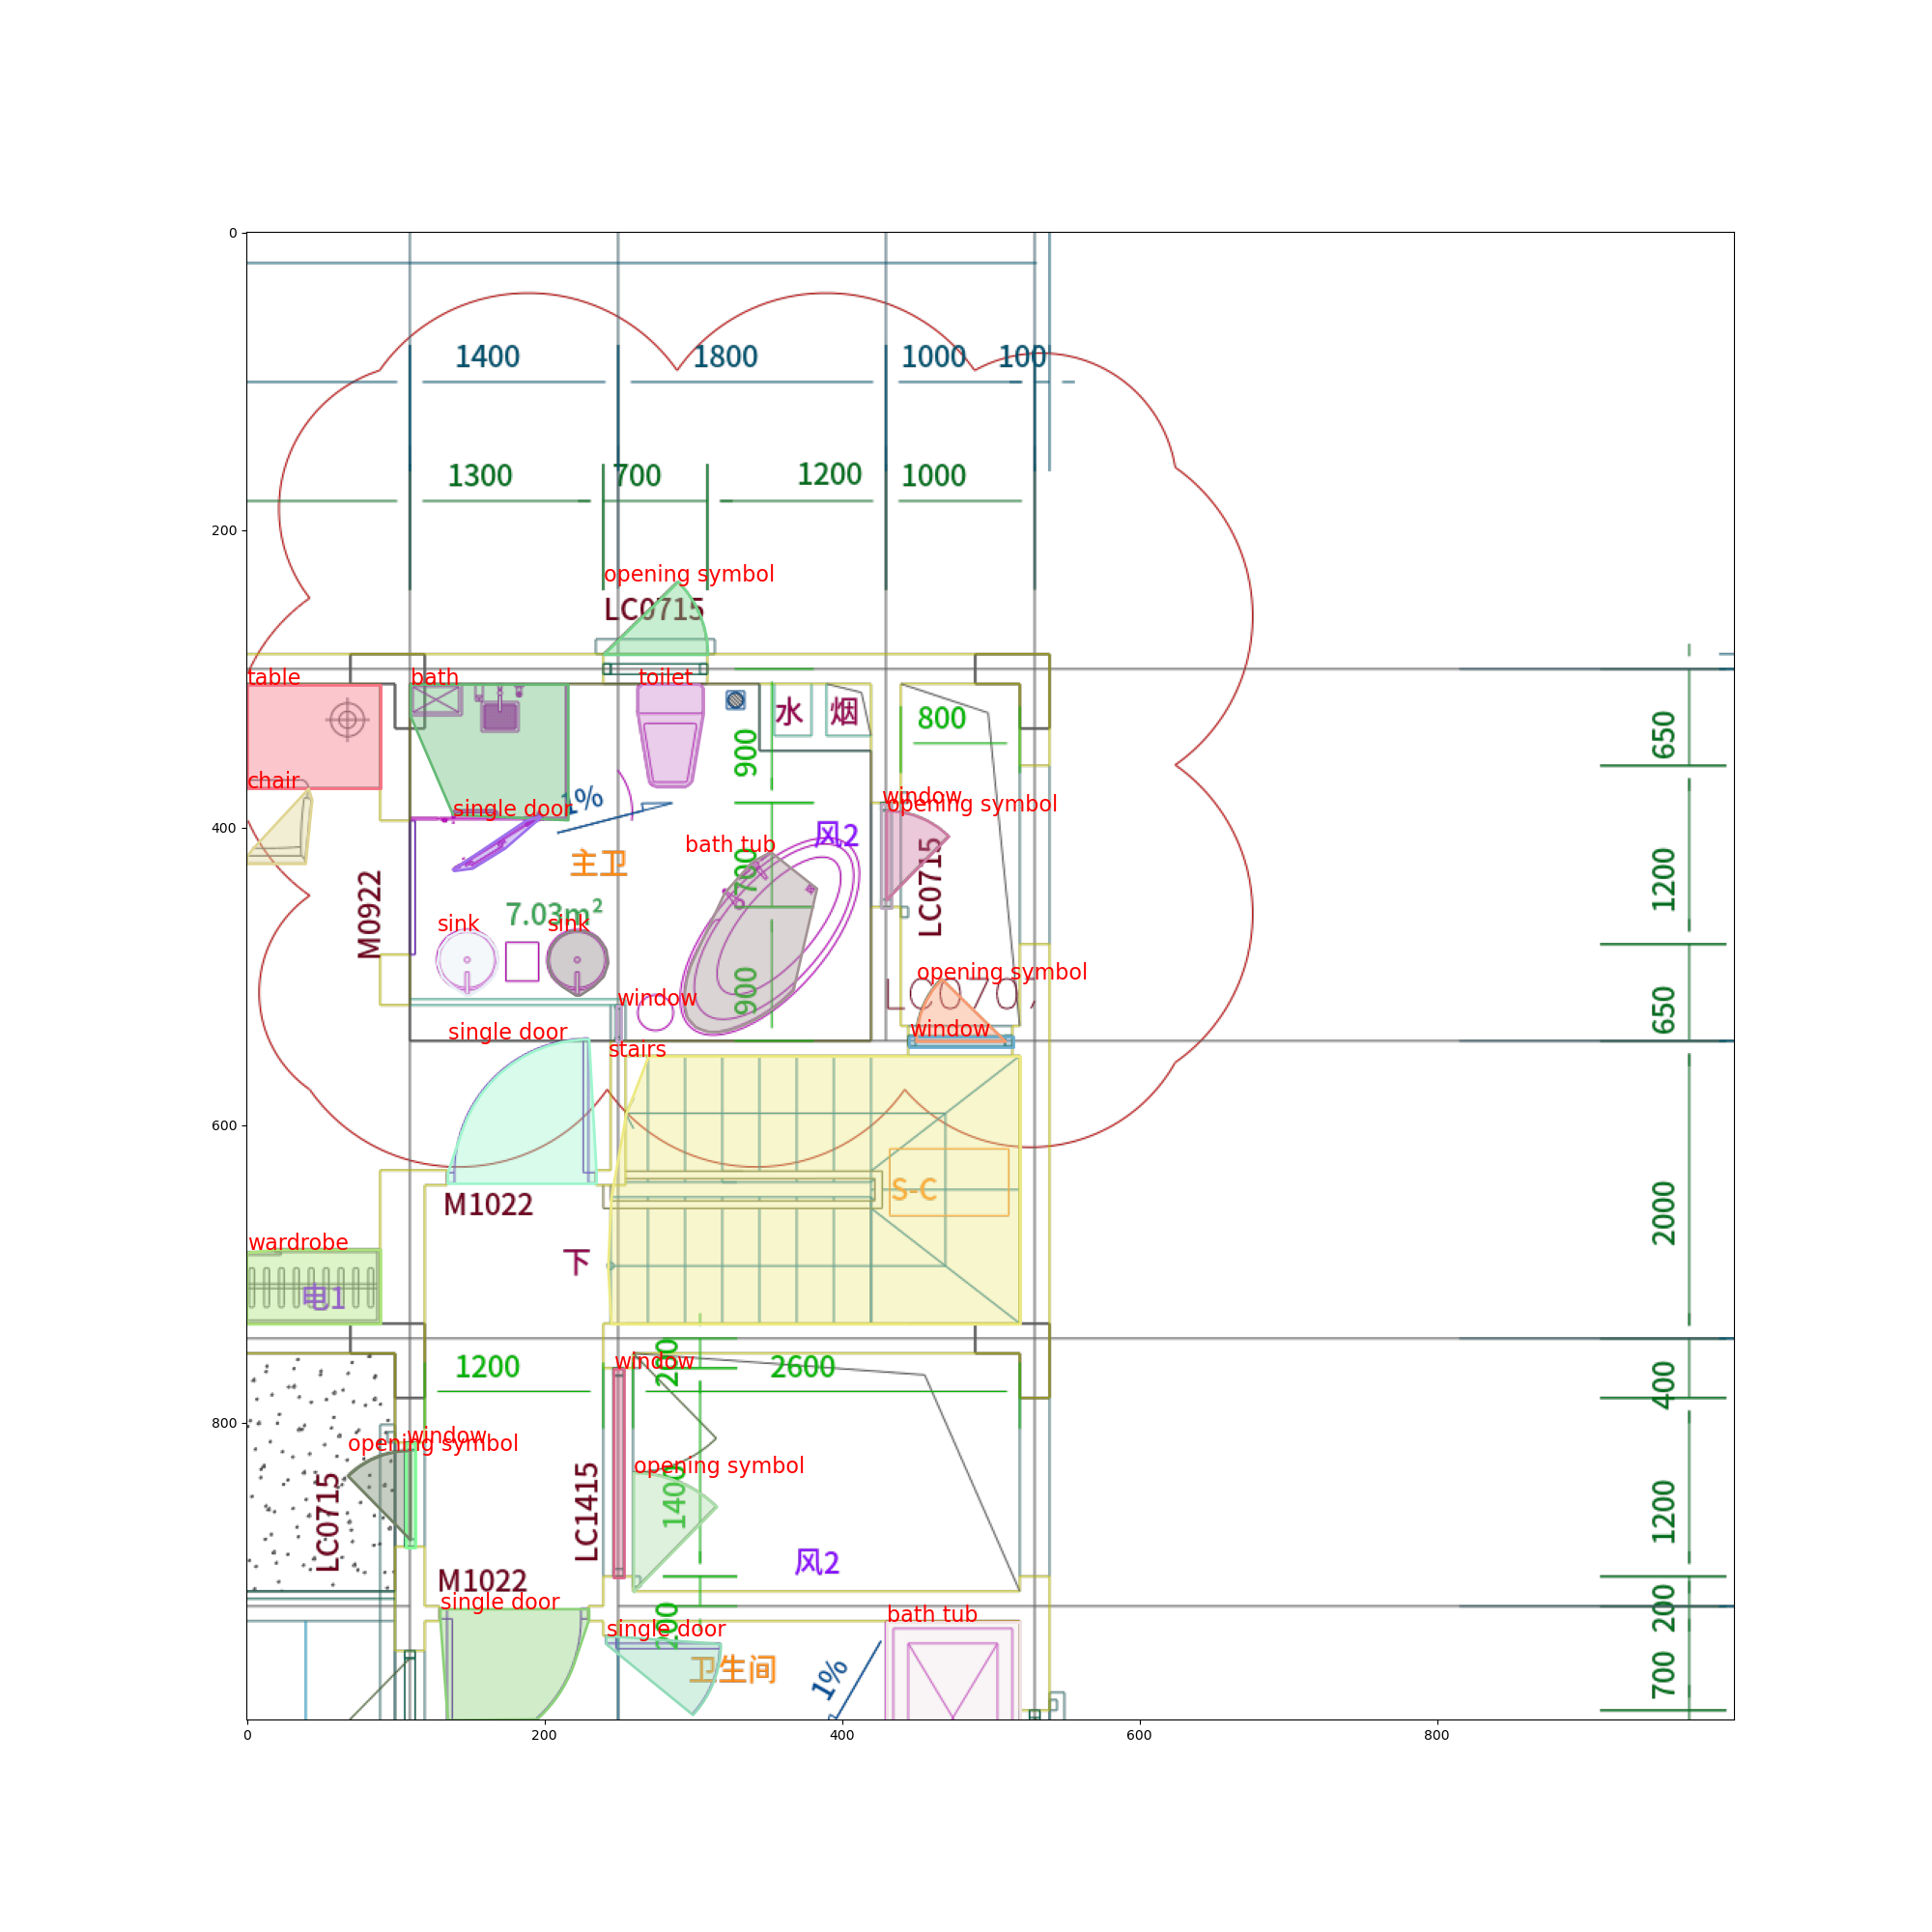 0
1400
1800
1000
100
1300
700
1200
1000
200
opening symbol
LC0715
table
bath
toilet
水
烟
800
650
900
chair
window
single door
opening symbol
1%
400
风2
bath tub
主卫
700
1200
M0922
LC0715
7.03m²
sink
sink
opening symbol
900
window
LC0707
650
window
single door
stairs
600
S-C
M1022
2000
wardrobe
下
电1
200
window
1200
2600
400
800
window
opening symbol
opening symbol
1400
LC0715
LC1415
1200
风2
M1022
single door
bath tub
200
200
single door
卫生间
1%
700
0
200
400
600
800